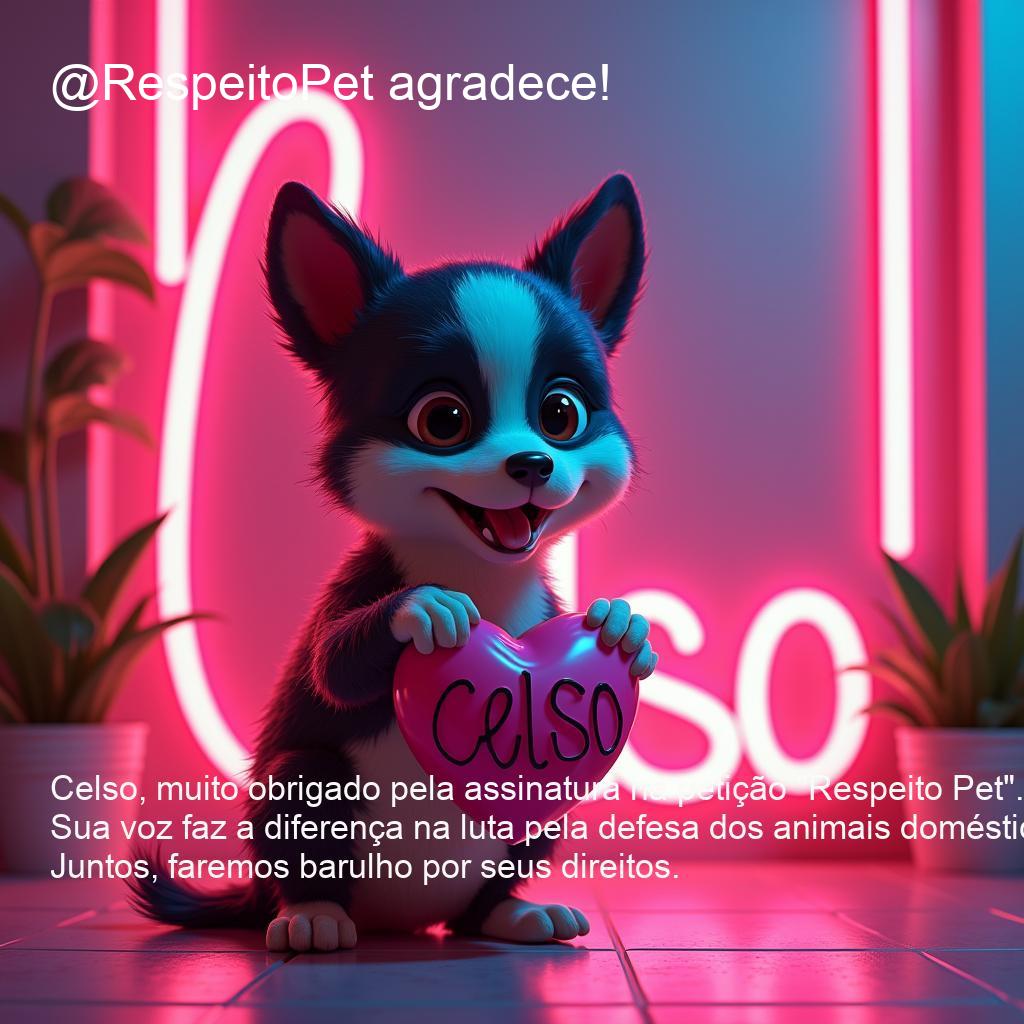 @RespeitoPet agradece!
Celso
Celso, muito obrigado pela assinatura na petição "Respeito Pet".
Sua voz faz a diferença na luta pela defesa dos animais doméstic
Juntos, faremos barulho por seus direitos.